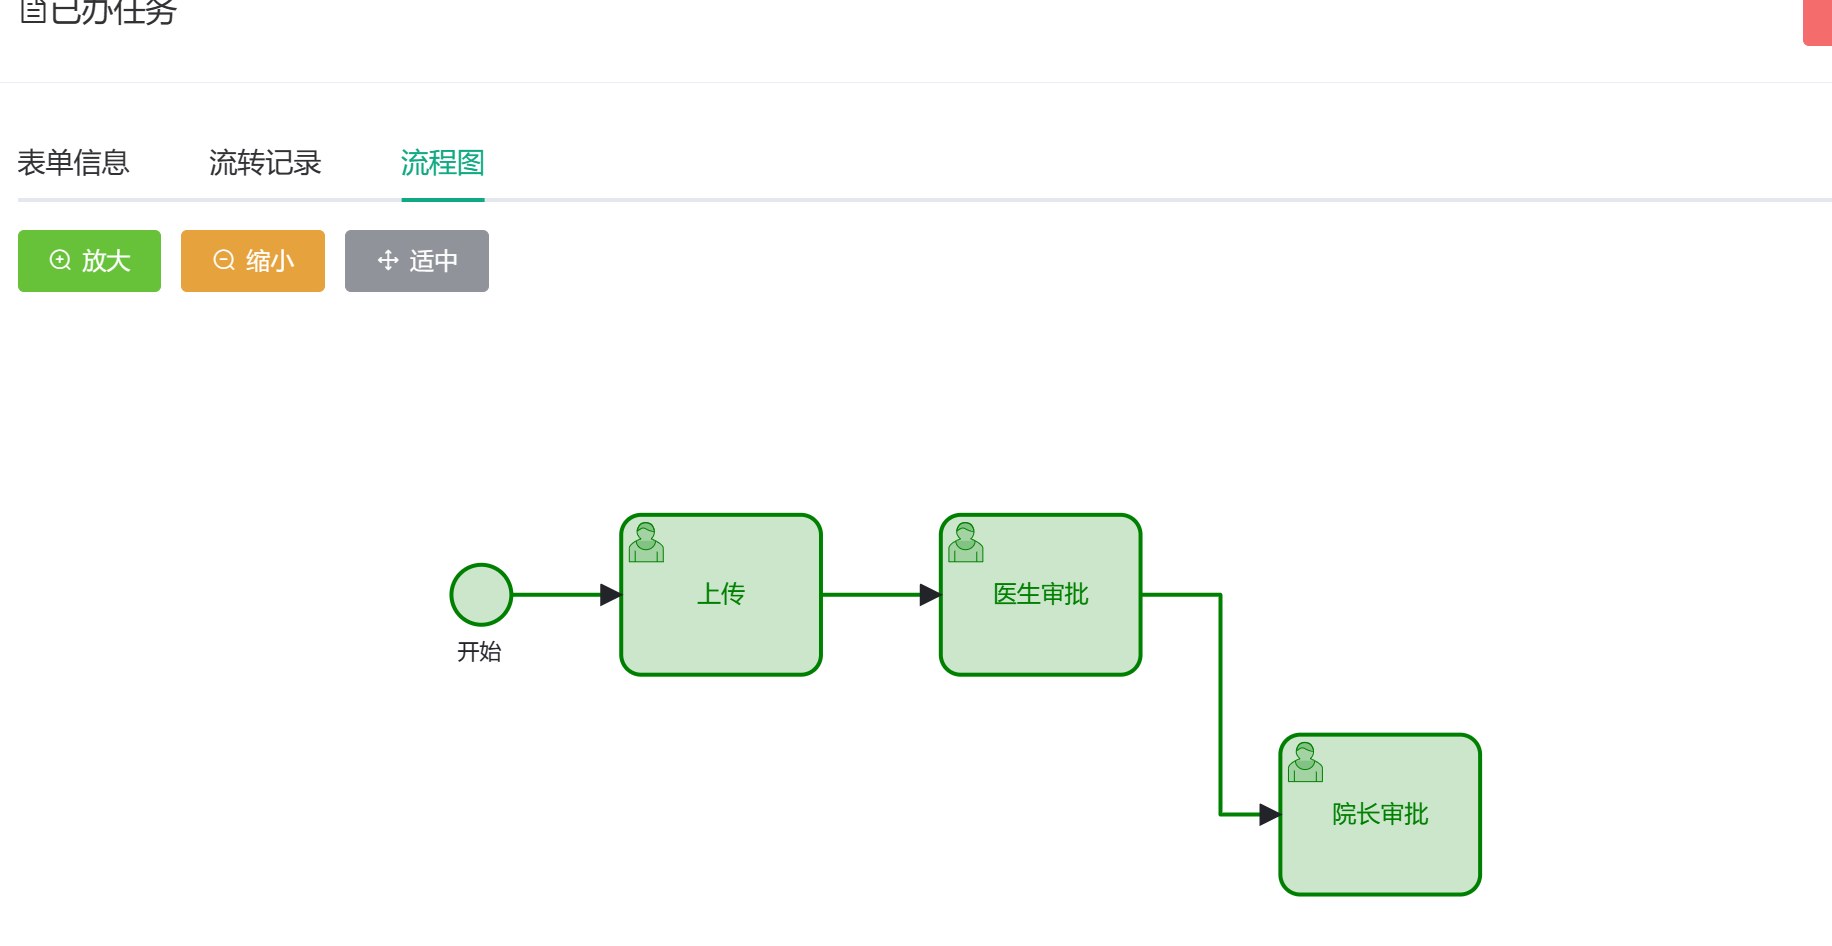 已办任务
表单信息 流转记录 流程图
放大 缩小 适中
上传 医生审批
开始
院长审批